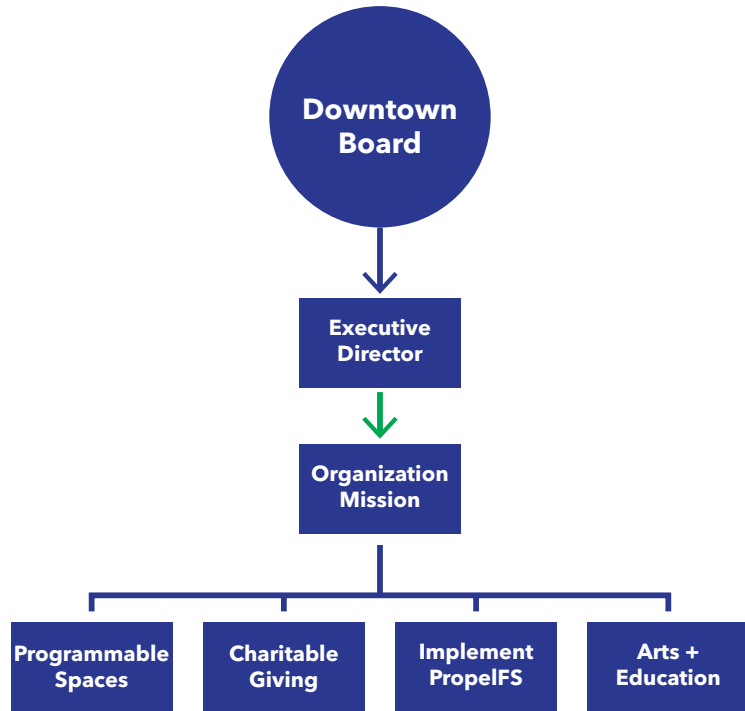 Downtown
Board
Executive
Director
Organization
Mission
Programmable
Spaces
Charitable
Giving
Implement
PropelFS
Arts +
Education